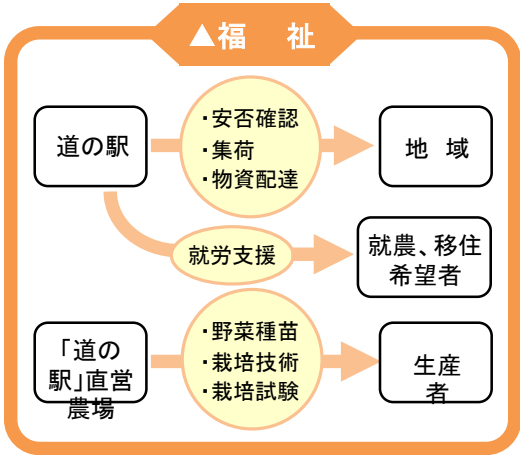 ▲福　祉
道の駅
・安否確認
・集荷
・物資配達
地　域
就労支援
就農、移住
希望者
「道の
駅」直営
農場
・野菜種苗
・栽培技術
・栽培試験
生産
者